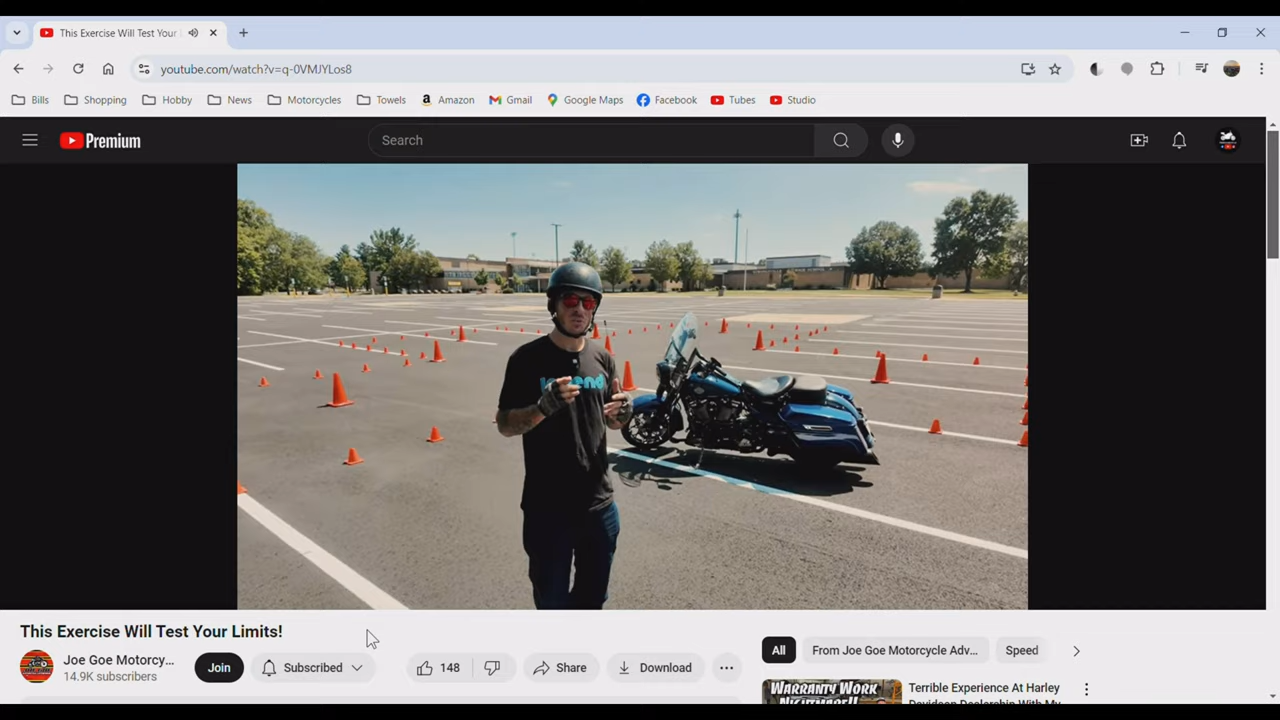 This Exercise Will Test Your
youtube.com/watch?v=q-0VMJYLos8
Bills Shopping Hobby News Motorcycles Towels Amazon Gmail Google Maps Facebook Tubes Studio
Premium
Search
This Exercise Will Test Your Limits!
Joe Goe Motorcy...
14.9K subscribers
Join
Subscribed
148
Share
Download
All
From Joe Goe Motorcycle Adv...
Speed
WARRANTY WORK
Terrible Experience At Harley
Davidson Dealership With My